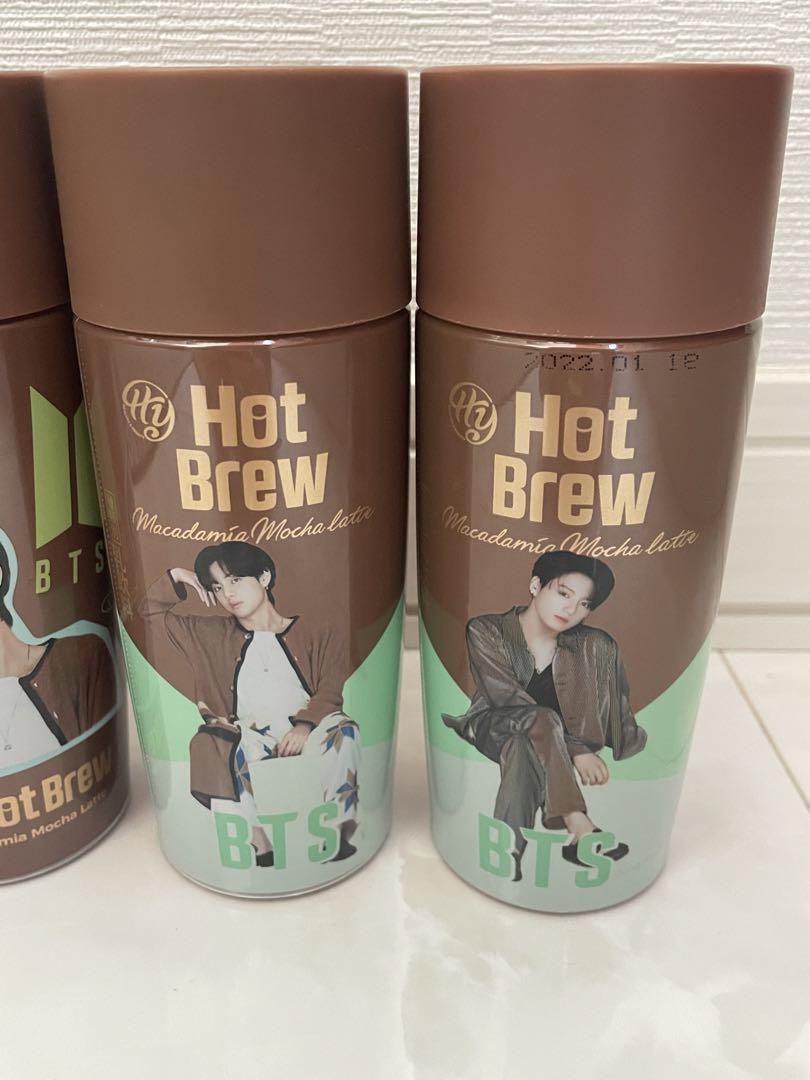 BTS
Hot Brew
mia Mocha Latte
Hy
Hot
Brew
Macadamia Mocha latte
BTS
2022.01 18
Hy
Hot
Brew
Macadamia Mocha latte
BTS